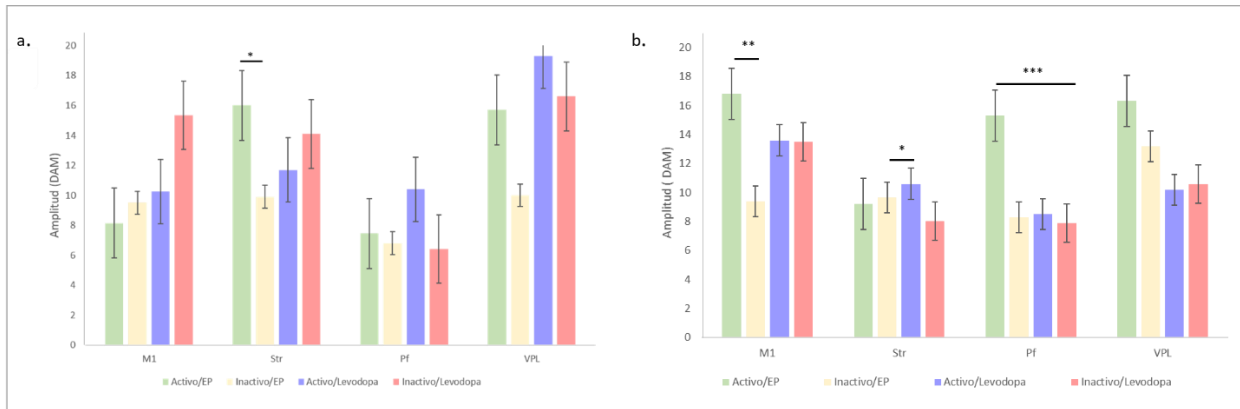 a.
Amplitud (DAM)
20
18
16
14
12
10
8
6
4
2
0
*
M1 Str Pf VPL
Activo/EP Inactivo/EP Activo/Levodopa Inactivo/Levodopa
b.
Amplitud ( DAM)
20
18
16
14
12
10
8
6
4
2
0
** * ***
M1 Str Pf VPL
Activo/EP Inactivo/EP Activo/Levodopa Inactivo/Levodopa